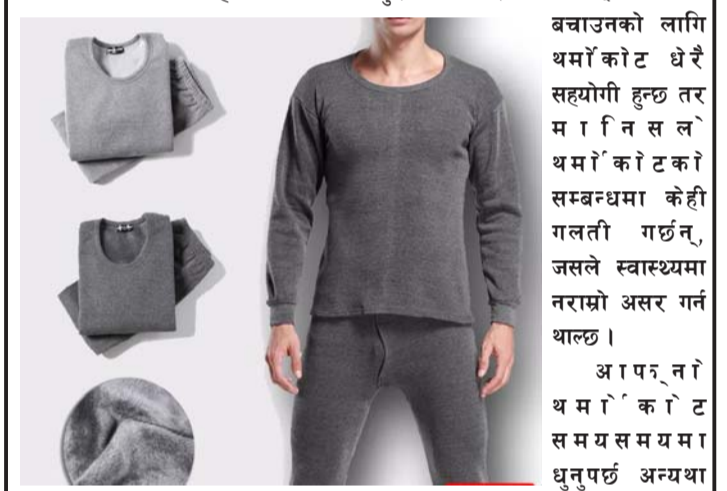 बचाउनको लागि
थर्मोकोट धेरै
सहयोगी हुन्छ तर
मानिसले
थर्मोकोटको
सम्बन्धमा केही
गलती गर्छन्,
जसले स्वास्थ्यमा
नराम्रो असर गर्न
थाल्छ ।
आफ्नो
थर्मोकोट
समयसमयमा
धुनुपर्छ अन्यथा